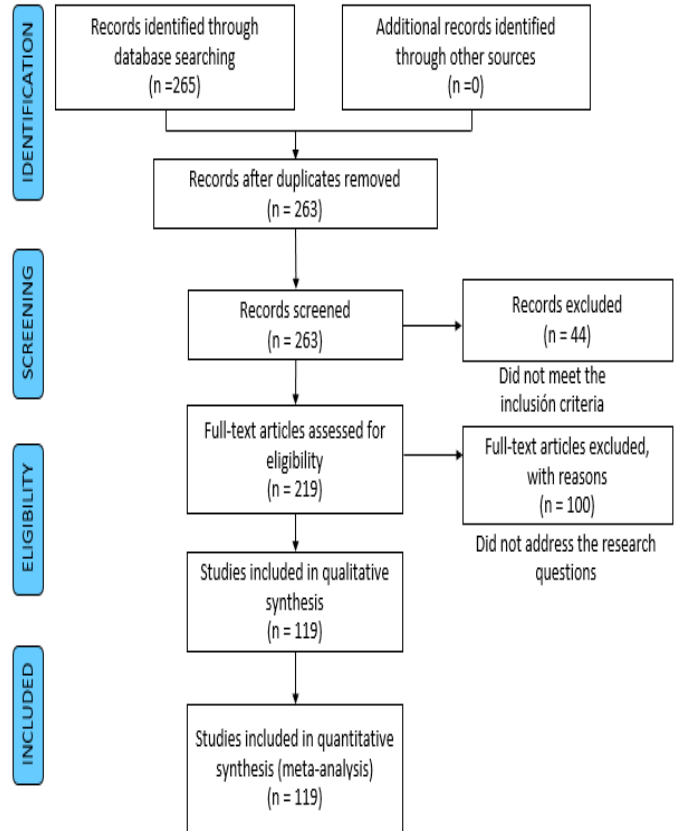 IDENTIFICATION
Records identified through
database searching
(n =265)
Additional records identified
through other sources
(n =0)
Records after duplicates removed
(n = 263)
SCREENING
Records screened
(n = 263)
Records excluded
(n = 44)
Did not meet the
inclusión criteria
ELIGIBILITY
Full-text articles assessed for
eligibility
(n = 219)
Full-text articles excluded,
with reasons
(n = 100)
Did not address the research
questions
Studies included in qualitative
synthesis
(n = 119)
INCLUDED
Studies included in quantitative
synthesis (meta-analysis)
(n = 119)